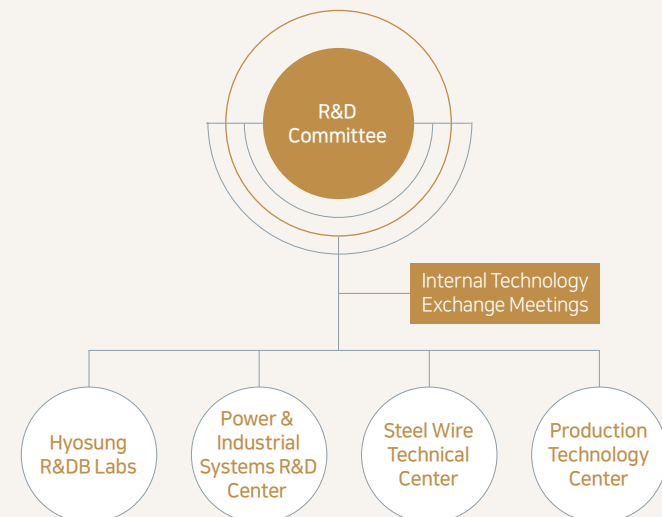 R&D
Committee
Internal Technology
Exchange Meetings
Hyosung
R&DB Labs
Power &
Industrial
Systems R&D
Center
Steel Wire
Technical
Center
Production
Technology
Center